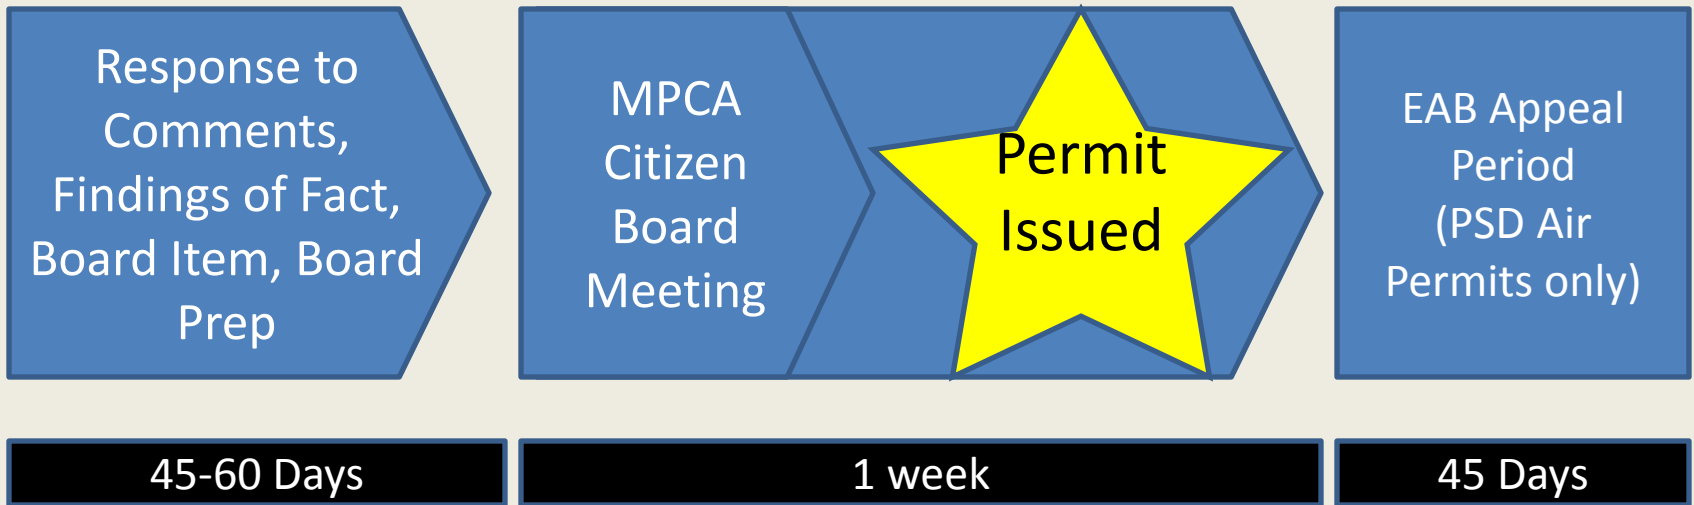 Response to
Comments,
Findings of Fact,
Board Item, Board
Prep
MPCA
Citizen
Board
Meeting
Permit
Issued
EAB Appeal
Period
(PSD Air
Permits only)
45-60 Days
1 week
45 Days